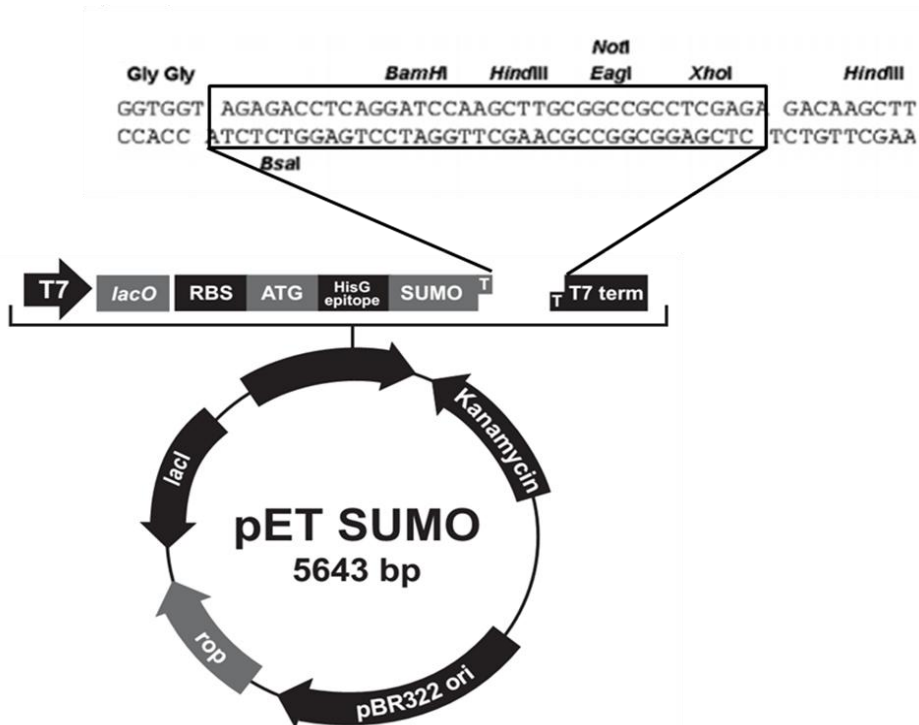 NotI
Gly Gly BamHI HindIII EagI XhoI HindIII
GGTGGT AGAGACCTCAGGATCCAAGCTTGCGGCCGCCTCGAGA GACAAGCTT
CCACC ATCTCTGGAGTCCTAGGTTCGAACGCCGGCGGAGCTC TCTGTTCGAA
BsaI
T7 lacO RBS ATG HisG epitope SUMO T T T7 term
Kanamycin
lacI
pET SUMO
5643 bp
rop
pBR322 ori